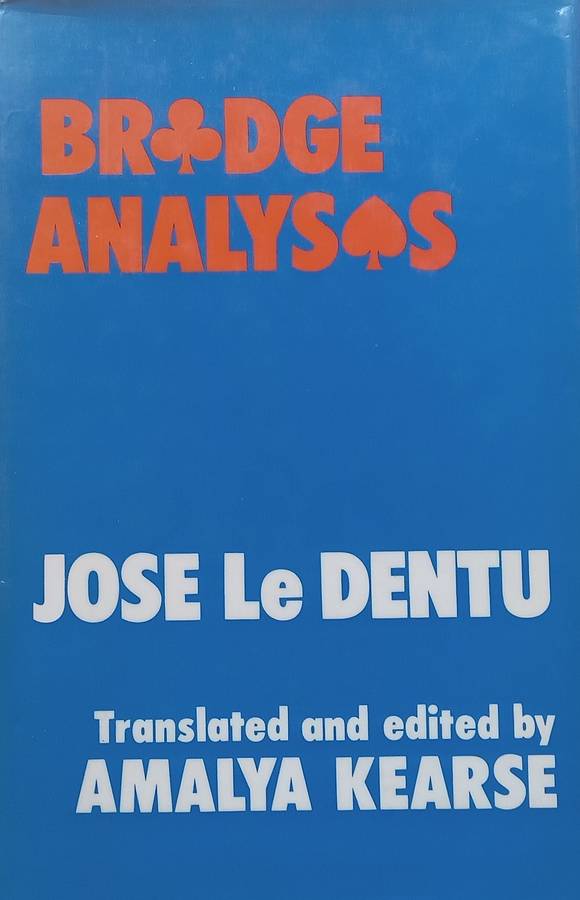 BR♣DGE
ANALYS♠S
JOSE Le DENTU
Translated and edited by
AMALYA KEARSE